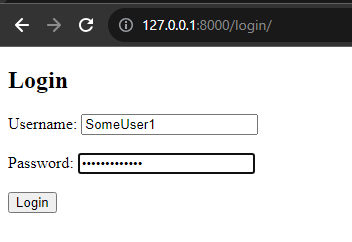 127.0.0.1:8000/login/
Login
Username: SomeUser1
Password: •••••••••••••
Login